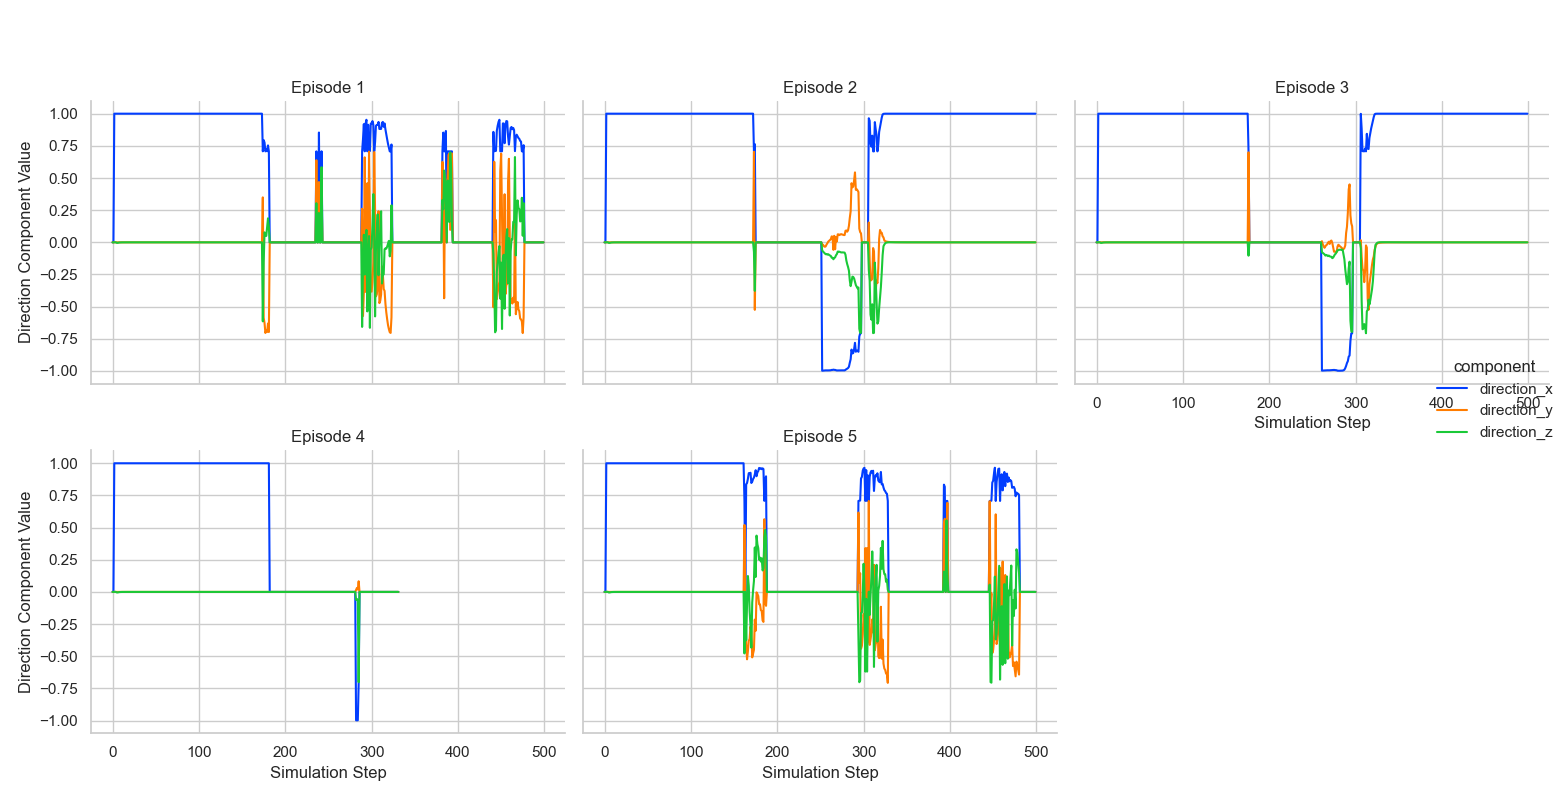 Episode 1
Episode 2
Episode 3
1.00
0.75
0.50
0.25
0.00
−0.25
−0.50
−0.75
−1.00
Direction Component Value
0
100
200
300
400
500
Simulation Step
component
direction_x
direction_y
direction_z
Episode 4
Episode 5
1.00
0.75
0.50
0.25
0.00
−0.25
−0.50
−0.75
−1.00
Direction Component Value
0
100
200
300
400
500
Simulation Step
0
100
200
300
400
500
Simulation Step